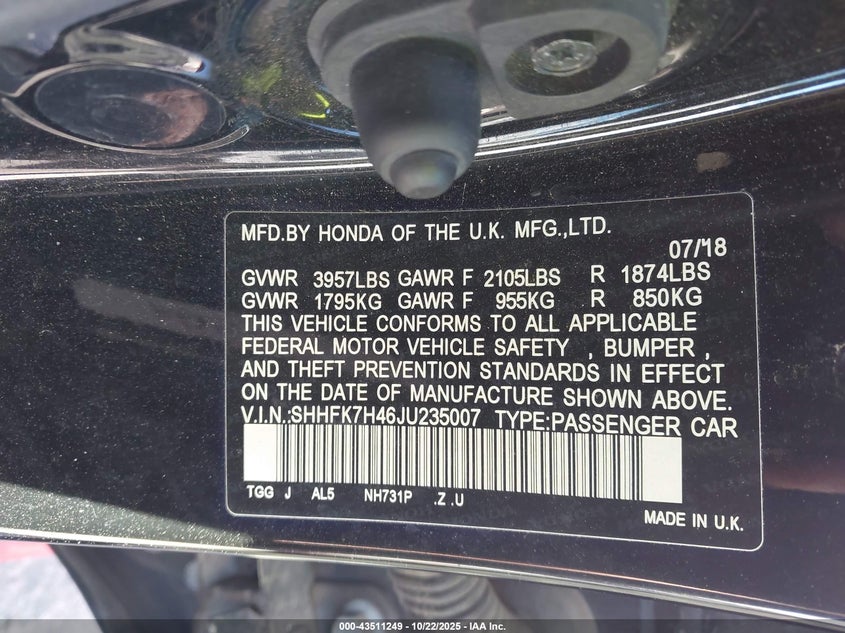 MFD.BY HONDA OF THE U.K. MFG.,LTD.
07/18
GVWR 3957LBS GAWR F 2105LBS R 1874LBS
GVWR 1795KG GAWR F 955KG R 850KG
THIS VEHICLE CONFORMS TO ALL APPLICABLE
FEDERAL MOTOR VEHICLE SAFETY , BUMPER ,
AND THEFT PREVENTION STANDARDS IN EFFECT
ON THE DATE OF MANUFACTURE SHOWN ABOVE.
V.I.N.:SHHFK7H46JU235007 TYPE:PASSENGER CAR
TGG J AL5 NH731P .Z .U
MADE IN U.K.
000-43511249 - 10/22/2025 - IAA Inc.